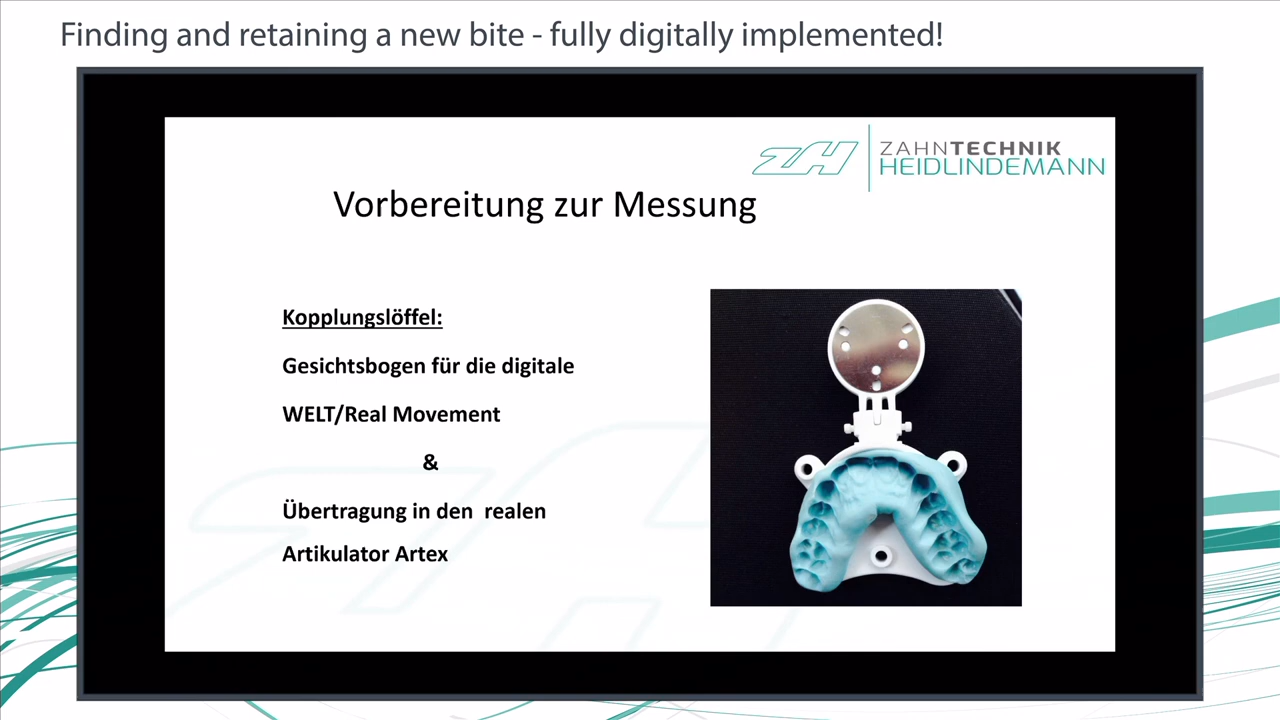 Finding and retaining a new bite - fully digitally implemented!
zH
ZAHNTECHNIK
HEIDLINDEMANN
Vorbereitung zur Messung
Kopplungslöffel:
Gesichtsbogen für die digitale
WELT/Real Movement
&
Übertragung in den  realen
Artikulator Artex